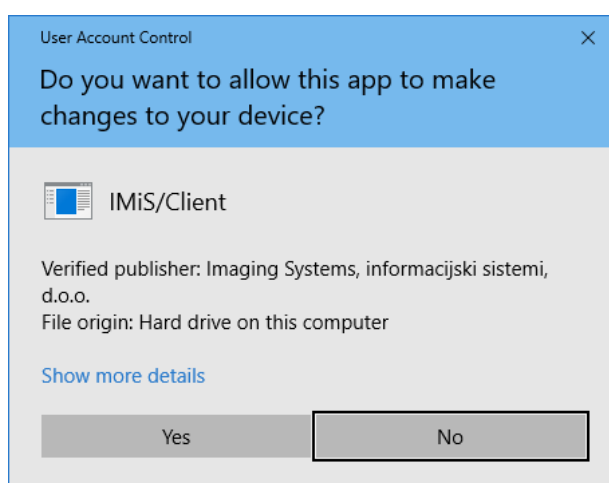 User Account Control
Do you want to allow this app to make
changes to your device?
IMiS/Client
Verified publisher: Imaging Systems, informacijski sistemi,
d.o.o.
File origin: Hard drive on this computer
Show more details
Yes
No